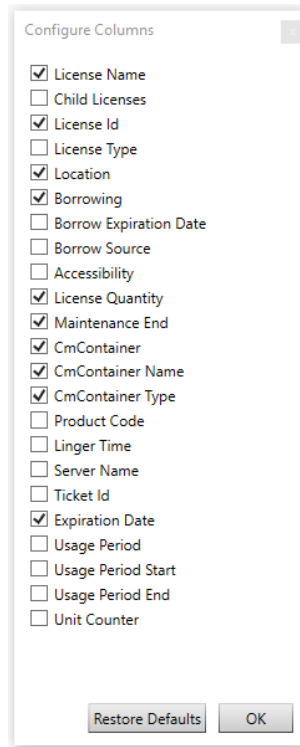 Configure Columns
x
License Name
Child Licenses
License Id
License Type
Location
Borrowing
Borrow Expiration Date
Borrow Source
Accessibility
License Quantity
Maintenance End
CmContainer
CmContainer Name
CmContainer Type
Product Code
Linger Time
Server Name
Ticket Id
Expiration Date
Usage Period
Usage Period Start
Usage Period End
Unit Counter
Restore Defaults OK